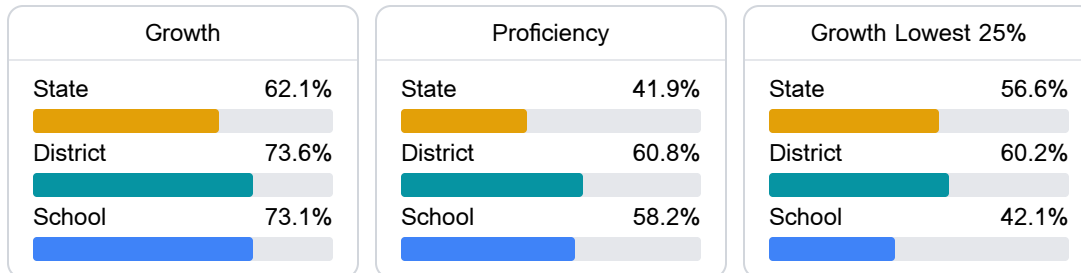 Growth
State 62.1%
District 73.6%
School 73.1%
Proficiency
State 41.9%
District 60.8%
School 58.2%
Growth Lowest 25%
State 56.6%
District 60.2%
School 42.1%